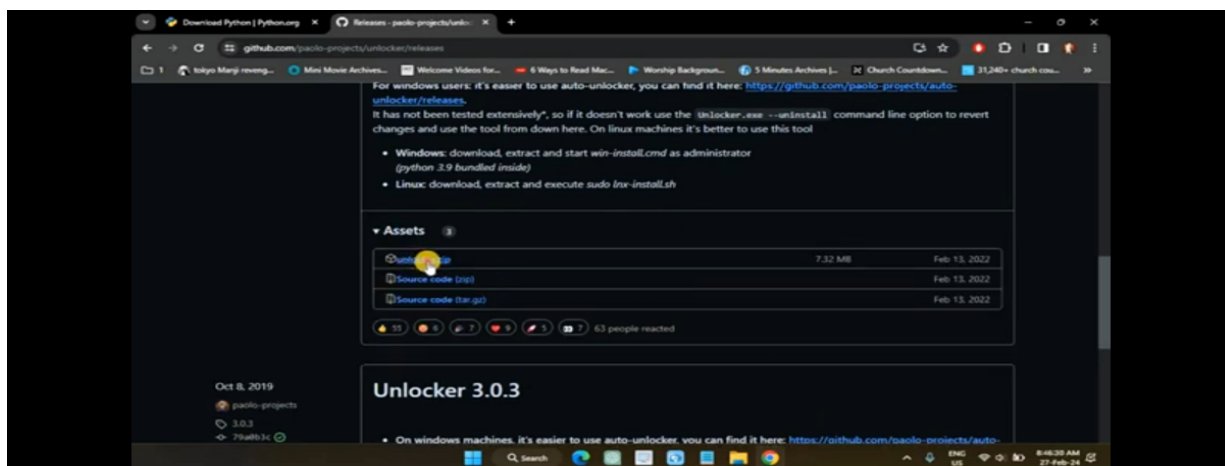 Download Python | Python.org
Releases · paolo-projects/unlo
github.com/paolo-projects/unlocker/releases
1
tokyo Manji reveng...
Mini Movie Archives...
Welcome Videos for...
6 Ways to Read Mac...
Worship Backgroun...
5 Minutes Archives |...
Church Countdown...
31,240+ church cou...
For windows users: it's easier to use auto-unlocker, you can find it here: https://github.com/paolo-projects/auto-
unlocker/releases.
It has not been tested extensively*, so if it doesn't work use the Unlocker.exe --uninstall command line option to revert
changes and use the tool from down here. On linux machines it's better to use this tool
• Windows: download, extract and start win-install.cmd as administrator
(python 3.9 bundled inside)
• Linux: download, extract and execute sudo lnx-install.sh
Assets 3
7.32 MB
Feb 13, 2022
Source code (zip)
Feb 13, 2022
Source code (tar.gz)
Feb 13, 2022
55 6 7 9 5 7 63 people reacted
Oct 8, 2019
paolo-projects
3.0.3
79a0b3c
Unlocker 3.0.3
• On windows machines, it's easier to use auto-unlocker, you can find it here: https://github.com/paolo-projects/auto-
Search
ENG
US
8:46:30 AM
27-Feb-24